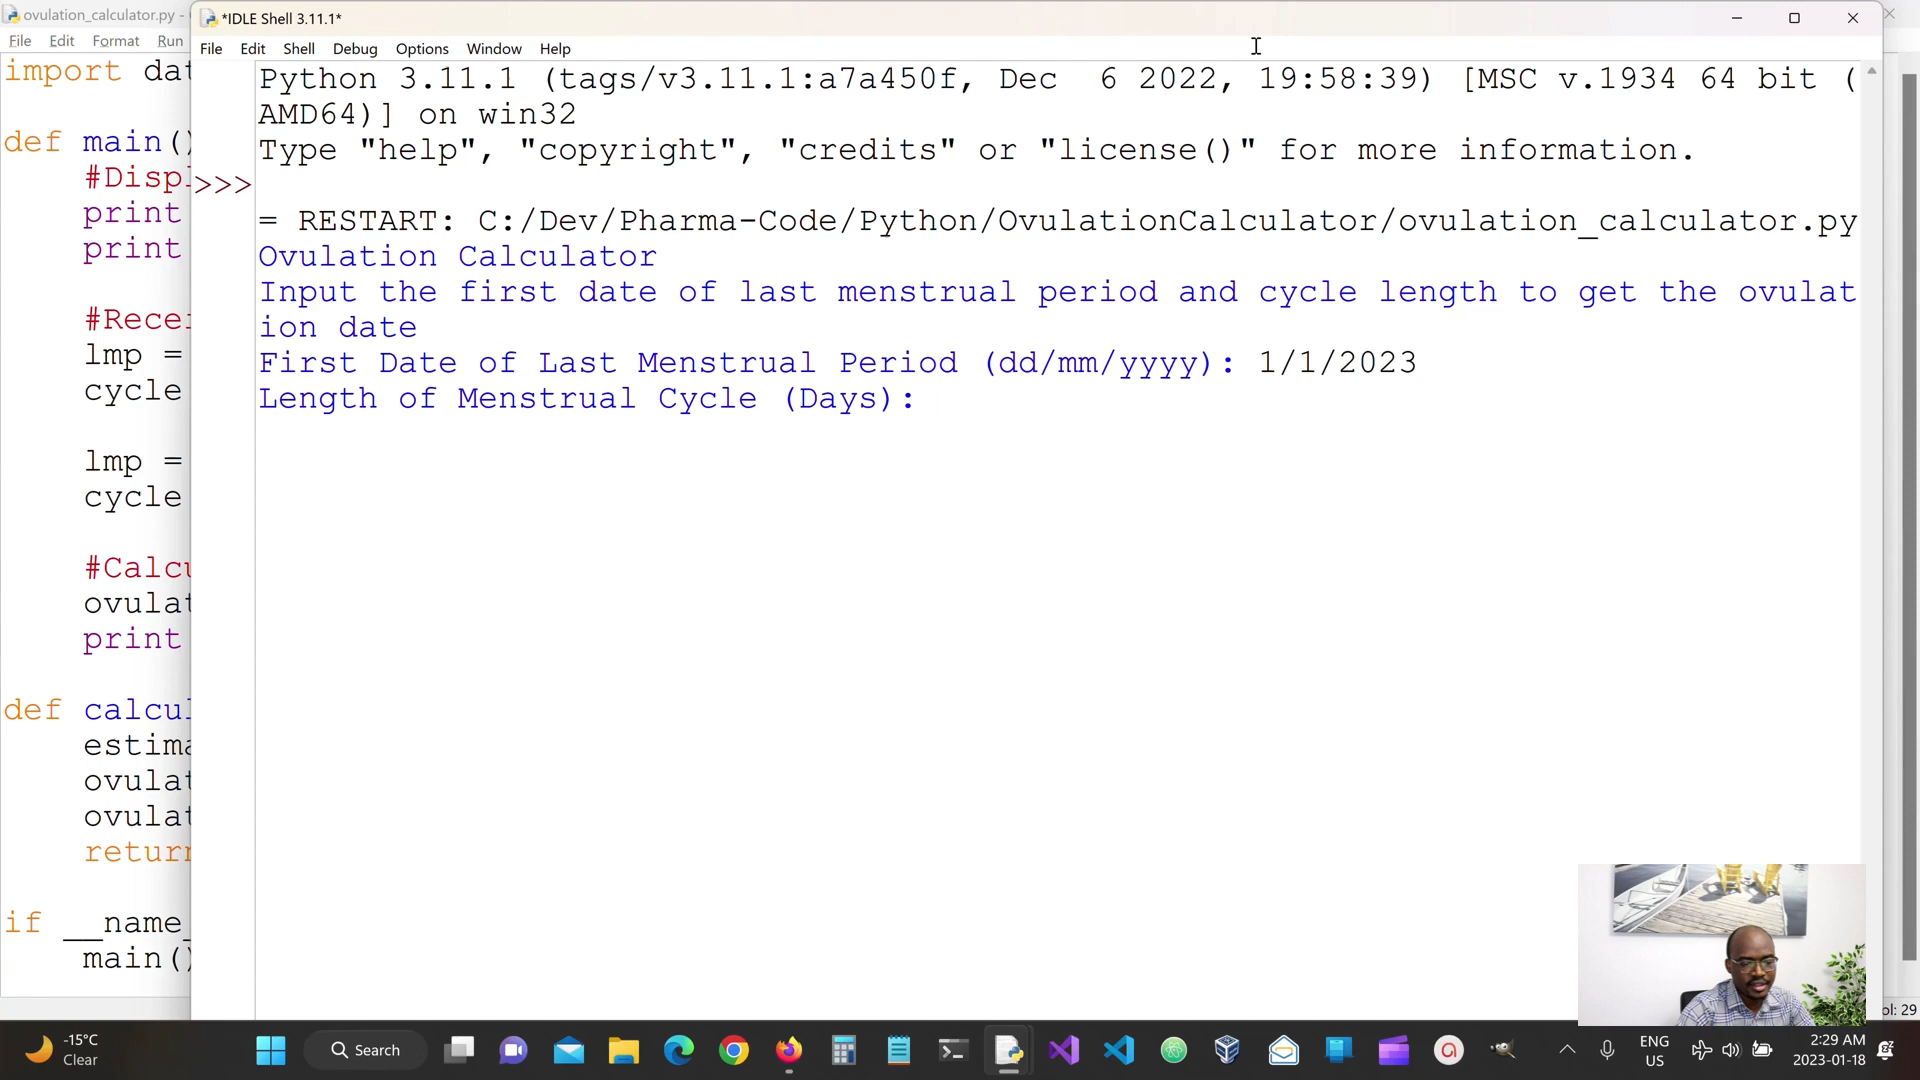 ovulation_calculator.py -
*IDLE Shell 3.11.1*
File Edit Format Run
File Edit Shell Debug Options Window Help
import dat
def main()
#Displ
print
print
#Recei
lmp =
cycle
lmp =
cycle
#Calcu
ovulat
print
def calcul
estima
ovulat
ovulat
return
if __name_
main()
Python 3.11.1 (tags/v3.11.1:a7a450f, Dec  6 2022, 19:58:39) [MSC v.1934 64 bit (
AMD64)] on win32
Type "help", "copyright", "credits" or "license()" for more information.
>>>
= RESTART: C:/Dev/Pharma-Code/Python/OvulationCalculator/ovulation_calculator.py
Ovulation Calculator
Input the first date of last menstrual period and cycle length to get the ovulat
ion date
First Date of Last Menstrual Period (dd/mm/yyyy): 1/1/2023
Length of Menstrual Cycle (Days):
ol: 29
-15°C
Clear
Search
ENG
US
2:29 AM
2023-01-18